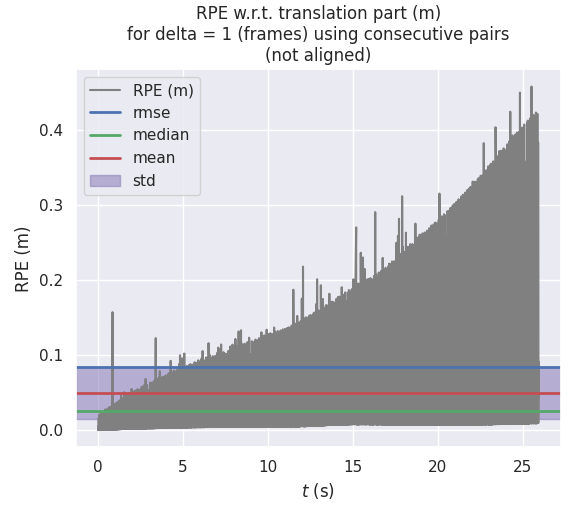 RPE w.r.t. translation part (m)
for delta = 1 (frames) using consecutive pairs
(not aligned)
RPE (m)
rmse
median
mean
std
RPE (m)
0.4
0.3
0.2
0.1
0.0
0 5 10 15 20 25
t (s)